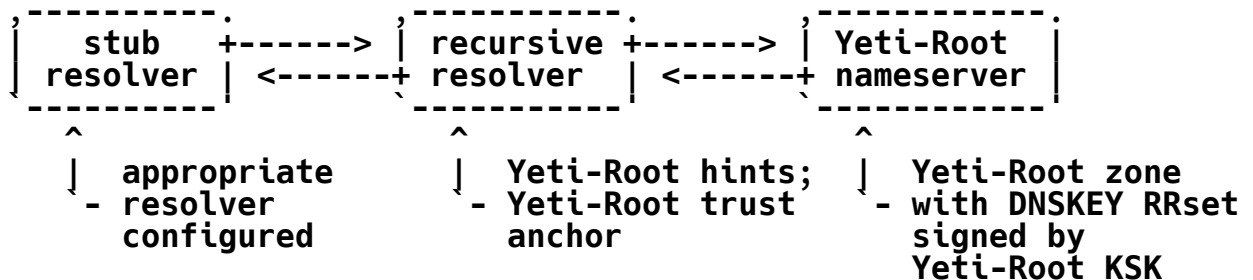 ,----------.        ,-----------.        ,------------.
|   stub   +------> | recursive +------> | Yeti-Root  |
| resolver | <------+ resolver  | <------+ nameserver |
`----------'        `-----------'        `------------'
   ^                   ^                    ^
   |  appropriate      |  Yeti-Root hints;  |  Yeti-Root zone
   `- resolver         `- Yeti-Root trust   `- with DNSKEY RRset
      configured          anchor               signed by
                                               Yeti-Root KSK